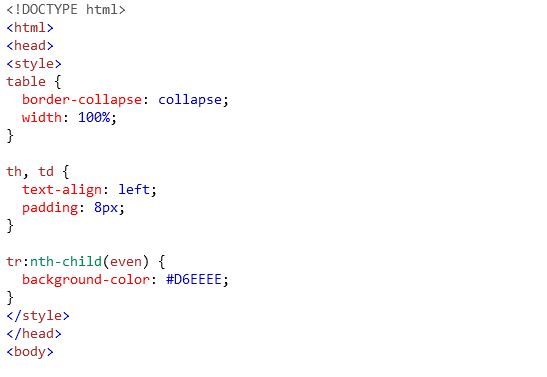 <!DOCTYPE html>
<html>
<head>
<style>
table {
  border-collapse: collapse;
  width: 100%;
}

th, td {
  text-align: left;
  padding: 8px;
}

tr:nth-child(even) {
  background-color: #D6EEEE;
}
</style>
</head>
<body>